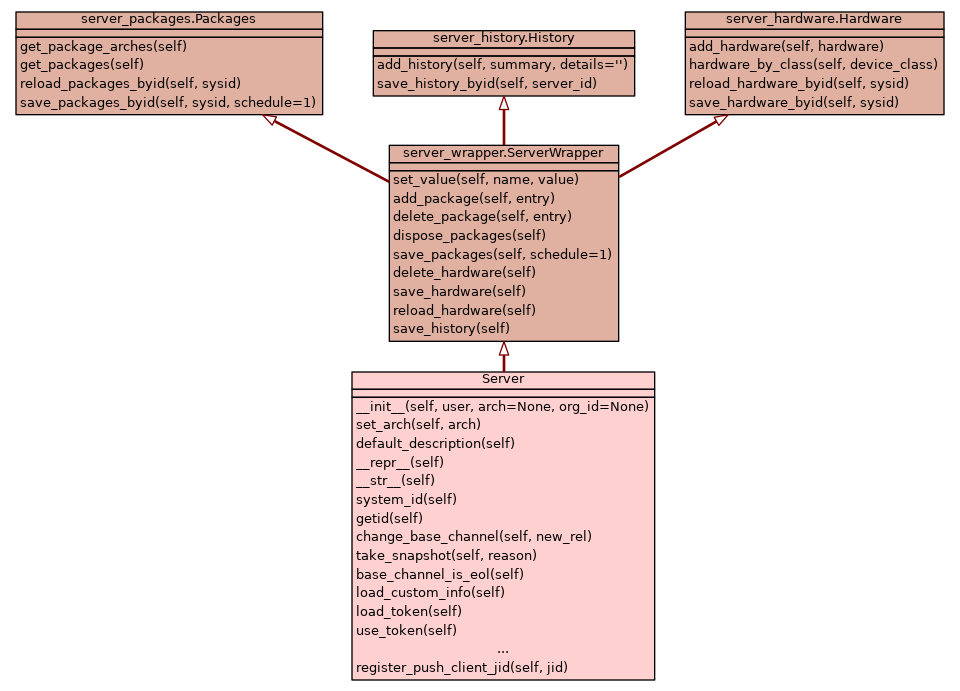 server_packages.Packages
get_package_arches(self)
get_packages(self)
reload_packages_byid(self, sysid)
save_packages_byid(self, sysid, schedule=1)
server_history.History
add_history(self, summary, details='')
save_history_byid(self, server_id)
server_hardware.Hardware
add_hardware(self, hardware)
hardware_by_class(self, device_class)
reload_hardware_byid(self, sysid)
save_hardware_byid(self, sysid)
server_wrapper.ServerWrapper
set_value(self, name, value)
add_package(self, entry)
delete_package(self, entry)
dispose_packages(self)
save_packages(self, schedule=1)
delete_hardware(self)
save_hardware(self)
reload_hardware(self)
save_history(self)
Server
__init__(self, user, arch=None, org_id=None)
set_arch(self, arch)
default_description(self)
__repr__(self)
__str__(self)
system_id(self)
getid(self)
change_base_channel(self, new_rel)
take_snapshot(self, reason)
base_channel_is_eol(self)
load_custom_info(self)
load_token(self)
use_token(self)
...
register_push_client_jid(self, jid)